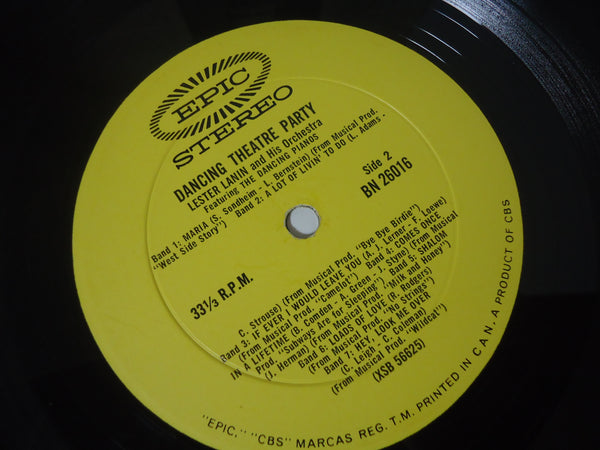 EPIC
STEREO
DANCING THEATRE PARTY
LESTER LANIN and His Orchestra
Featuring THE DANCING PIANOS
Band 1: MARIA (S. Sondheim - L. Bernstein) (From Musical Prod.
"West Side Story") Band 2: A LOT OF LIVIN' TO DO (L. Adams -
Side 2
BN 26016
33 1/3 R.P.M.
C. Strouse) (From Musical Prod. "Bye Bye Birdie")
Band 3: IF EVER I WOULD LEAVE YOU (A. J. Lerner - F. Loewe)
(From Musical Prod. "Camelot") Band 4: COMES ONCE
IN A LIFETIME (B. Comden - A. Green - J. Styne) (From Musical
Prod. "Subways Are for Sleeping") Band 5: SHALOM
(J. Herman) (From Musical Prod. "Milk and Honey")
Band 6: LOADS OF LOVE (R. Rodgers)
(From Musical Prod. "No Strings")
Band 7: HEY, LOOK ME OVER
(C. Leigh - C. Coleman)
(From Musical Prod. "Wildcat")
(XSB 56625)
"EPIC," "CBS" MARCAS REG. T.M. PRINTED IN C A N. A PRODUCT OF CBS